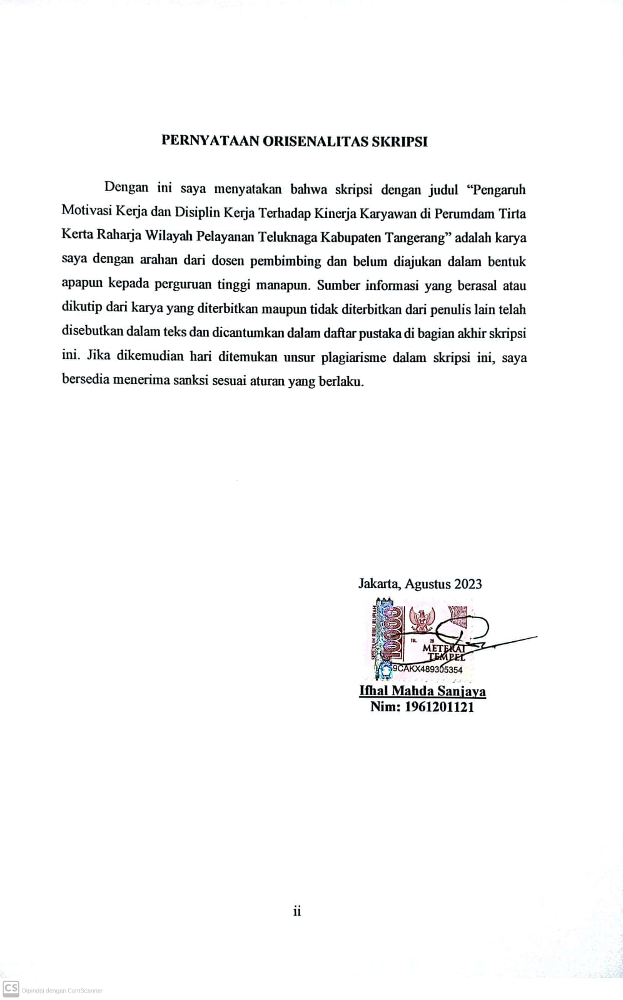 PERNYATAAN ORISENALITAS SKRIPSI
Dengan ini saya menyatakan bahwa skripsi dengan judul “Pengaruh
Motivasi Kerja dan Disiplin Kerja Terhadap Kinerja Karyawan di Perumdam Tirta
Kerta Raharja Wilayah Pelayanan Teluknaga Kabupaten Tangerang” adalah karya
saya dengan arahan dari dosen pembimbing dan belum diajukan dalam bentuk
apapun kepada perguruan tinggi manapun. Sumber informasi yang berasal atau
dikutip dari karya yang diterbitkan maupun tidak diterbitkan dari penulis lain telah
disebutkan dalam teks dan dicantumkan dalam daftar pustaka di bagian akhir skripsi
ini. Jika dikemudian hari ditemukan unsur plagiarisme dalam skripsi ini, saya
bersedia menerima sanksi sesuai aturan yang berlaku.
Jakarta, Agustus 2023
SEPULUH RIBU RUPIAH
10000
TGL. 20
METERAI
TEMPEL
9CAKX489305354
Ifhal Mahda Sanjaya
Nim: 1961201121
ii
CS Dipindai dengan CamScanner